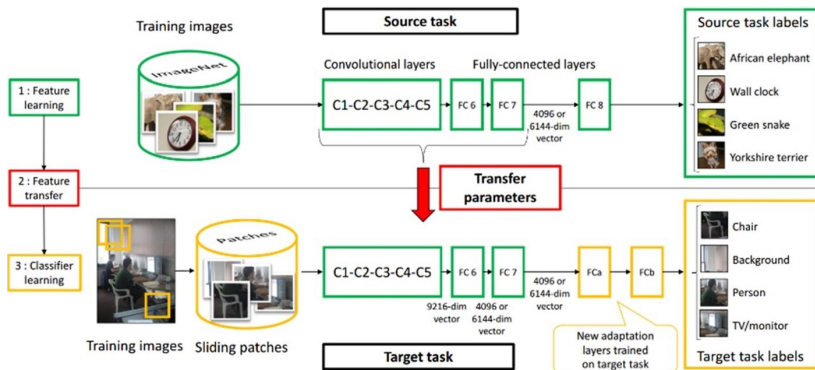 Source task
Training images
Source task labels
ImageNet
Convolutional layers
Fully-connected layers
1 : Feature
learning
C1-C2-C3-C4-C5
FC 6
FC 7
4096 or
6144-dim
vector
FC 8
African elephant
Wall clock
Green snake
Yorkshire terrier
2 : Feature
transfer
Transfer
parameters
3 : Classifier
learning
Training images
Patches
Sliding patches
C1-C2-C3-C4-C5
9216-dim
vector
FC 6
4096 or
6144-dim
vector
FC 7
4096 or
6144-dim
vector
FCa
FCb
New adaptation
layers trained
on target task
Chair
Background
Person
TV/monitor
Target task
Target task labels